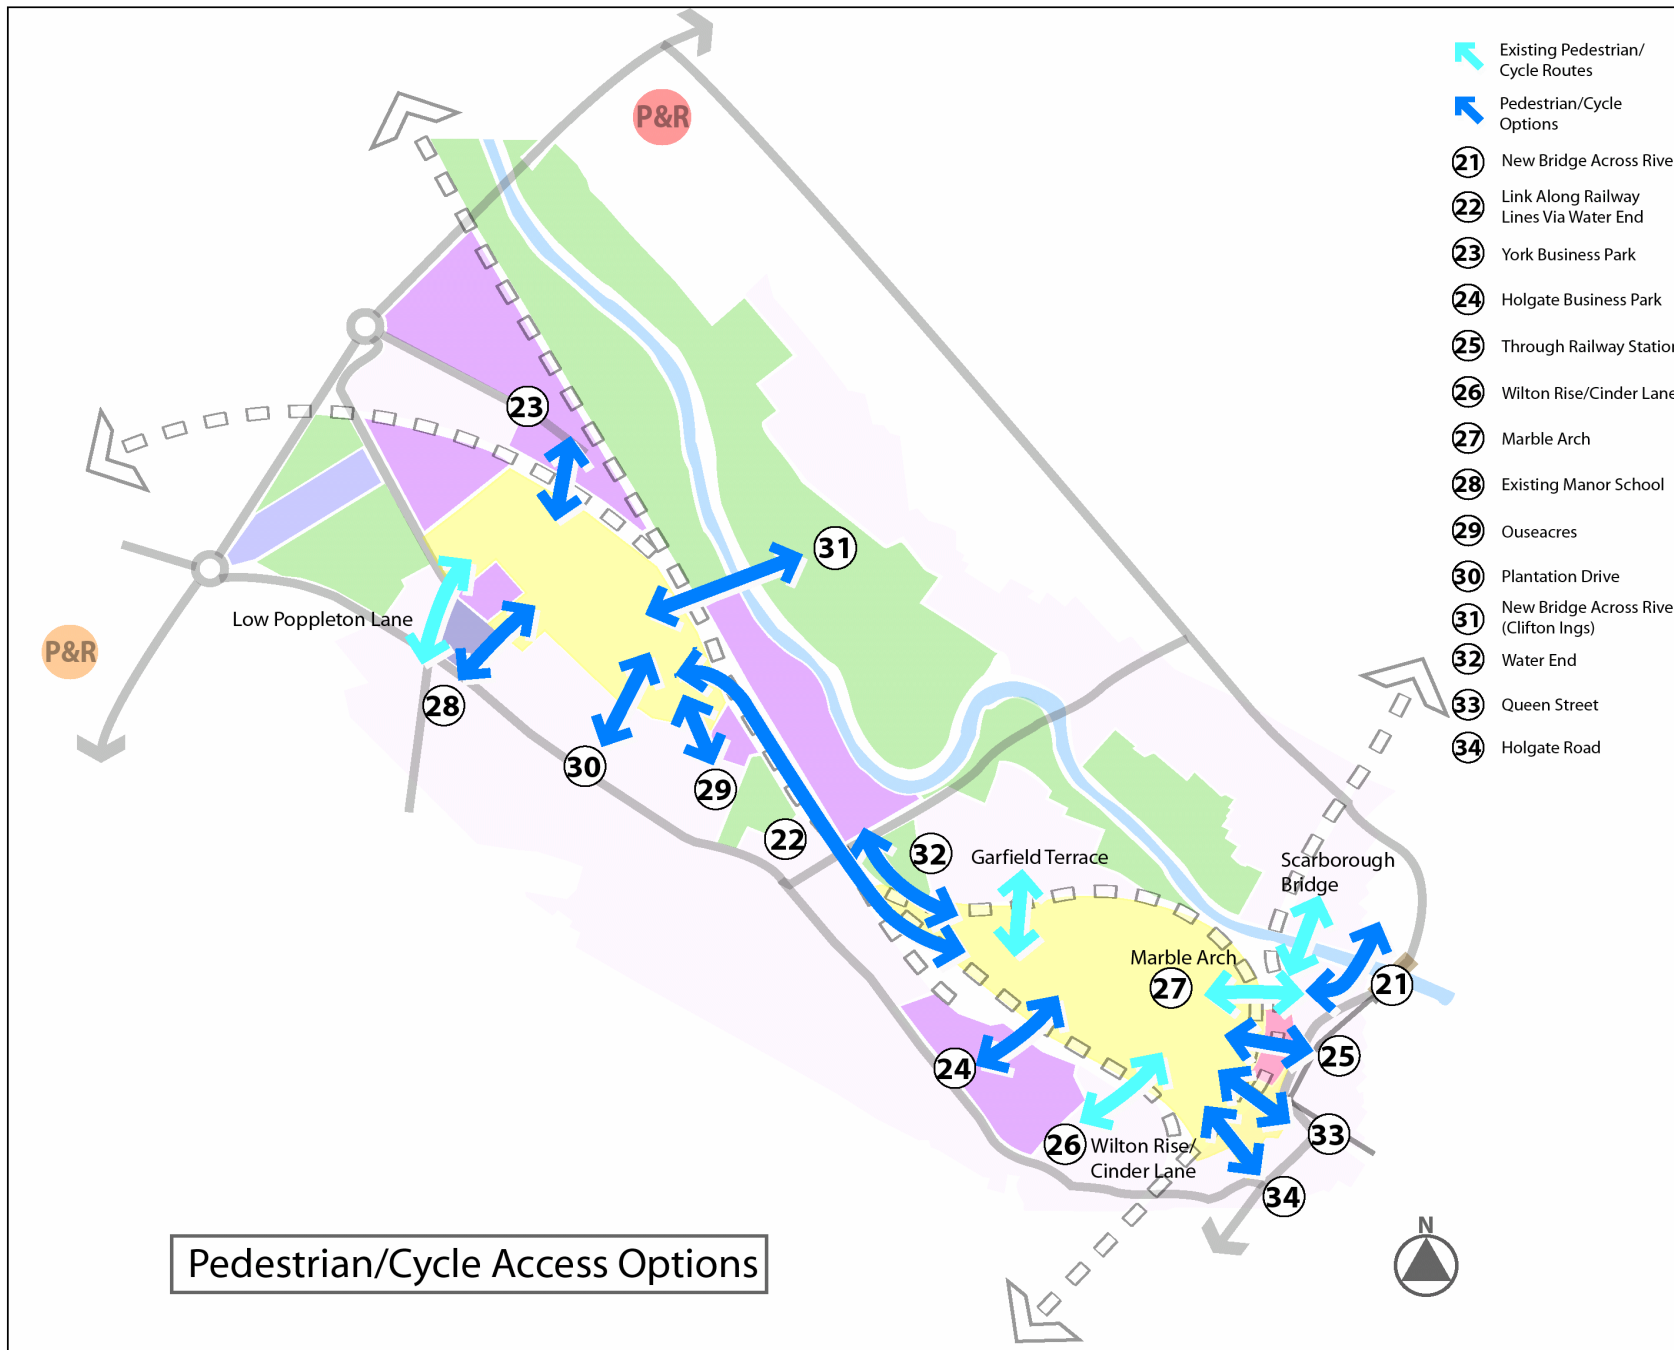 P&R
23
31
Low Poppleton Lane
P&R
28
30
29
22
32
Garfield Terrace
Scarborough
Bridge
Marble Arch
27
21
25
24
26
Wilton Rise/
Cinder Lane
33
34
N
Pedestrian/Cycle Access Options
Existing Pedestrian/
Cycle Routes
Pedestrian/Cycle
Options
21 New Bridge Across Rive
22 Link Along Railway
Lines Via Water End
23 York Business Park
24 Holgate Business Park
25 Through Railway Station
26 Wilton Rise/Cinder Lane
27 Marble Arch
28 Existing Manor School
29 Ouseacres
30 Plantation Drive
31 New Bridge Across Rive
(Clifton Ings)
32 Water End
33 Queen Street
34 Holgate Road